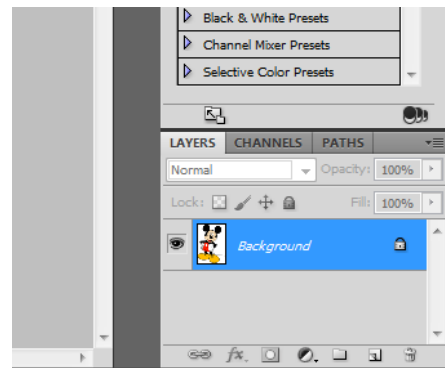 Black & White Presets
Channel Mixer Presets
Selective Color Presets
LAYERS CHANNELS PATHS
Normal Opacity: 100%
Lock: Fill: 100%
Background
fx.